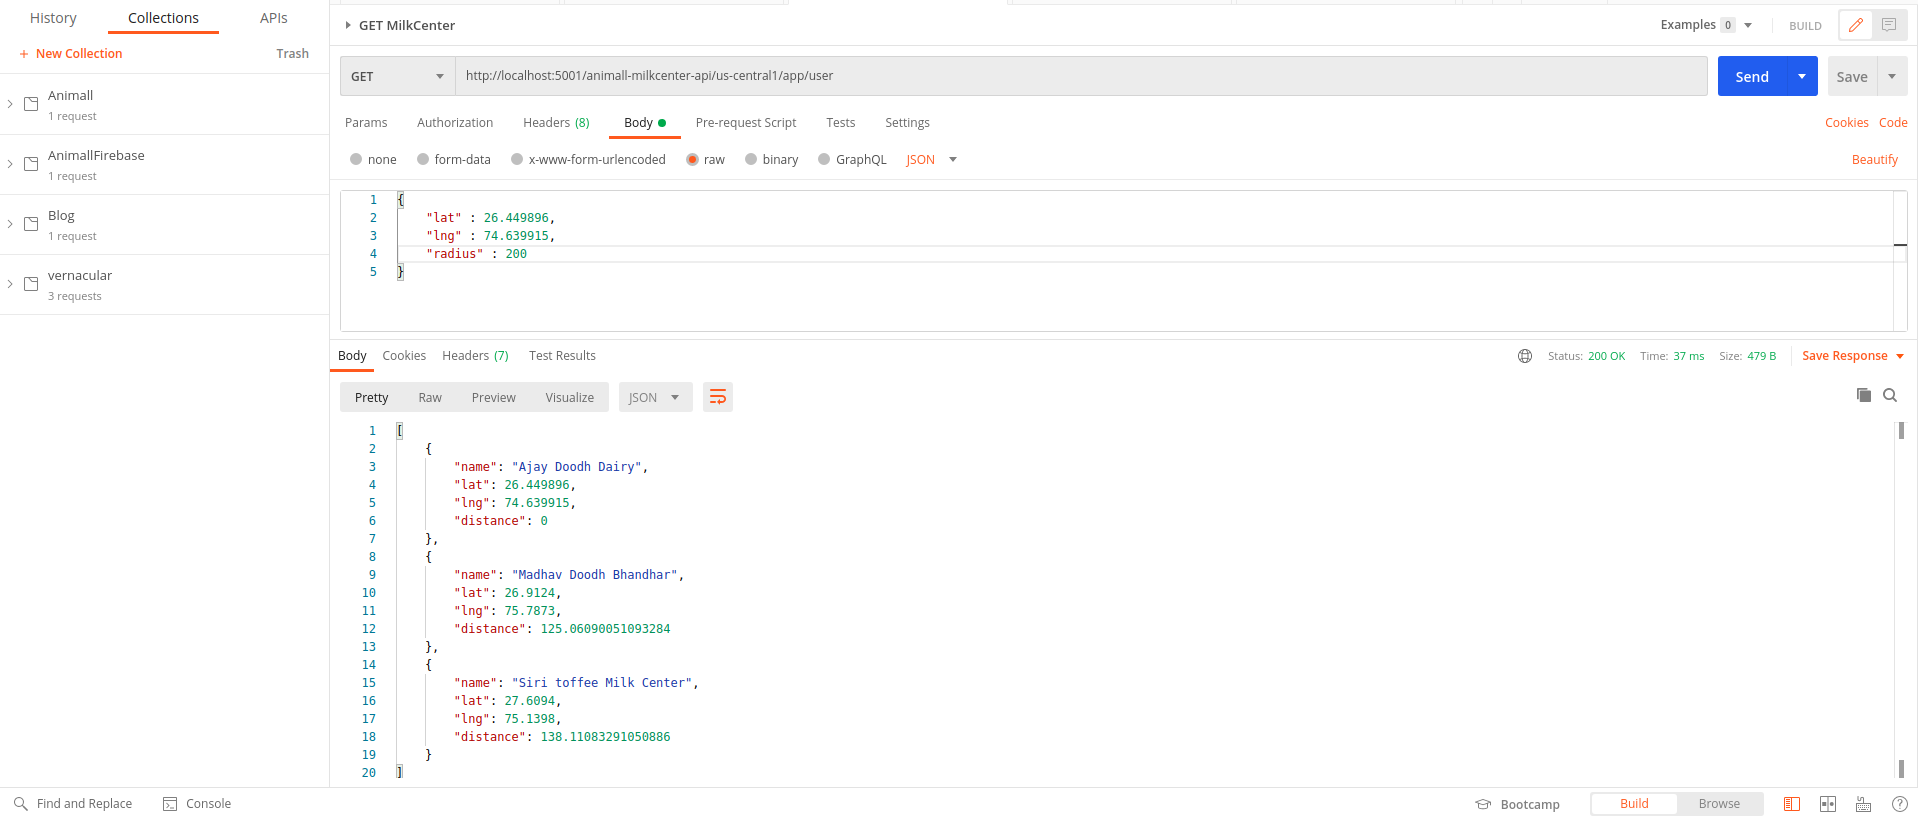 History Collections APIs
+ New Collection Trash
Animall
1 request
AnimallFirebase
1 request
Blog
1 request
vernacular
3 requests
GET MilkCenter
Examples 0 BUILD
GET http://localhost:5001/animall-milkcenter-api/us-central1/app/user Send Save
Params Authorization Headers (8) Body Pre-request Script Tests Settings Cookies Code
none form-data x-www-form-urlencoded raw binary GraphQL JSON Beautify
1 {
2 "lat" : 26.449896,
3 "lng" : 74.639915,
4 "radius" : 200
5 }
Body Cookies Headers (7) Test Results Status: 200 OK Time: 37 ms Size: 479 B Save Response
Pretty Raw Preview Visualize JSON
1 [
2 {
3 "name": "Ajay Doodh Dairy",
4 "lat": 26.449896,
5 "lng": 74.639915,
6 "distance": 0
7 },
8 {
9 "name": "Madhav Doodh Bhandhar",
10 "lat": 26.9124,
11 "lng": 75.7873,
12 "distance": 125.06090051093284
13 },
14 {
15 "name": "Siri toffee Milk Center",
16 "lat": 27.6094,
17 "lng": 75.1398,
18 "distance": 138.11083291050886
19 }
20 ]
Find and Replace Console Bootcamp Build Browse